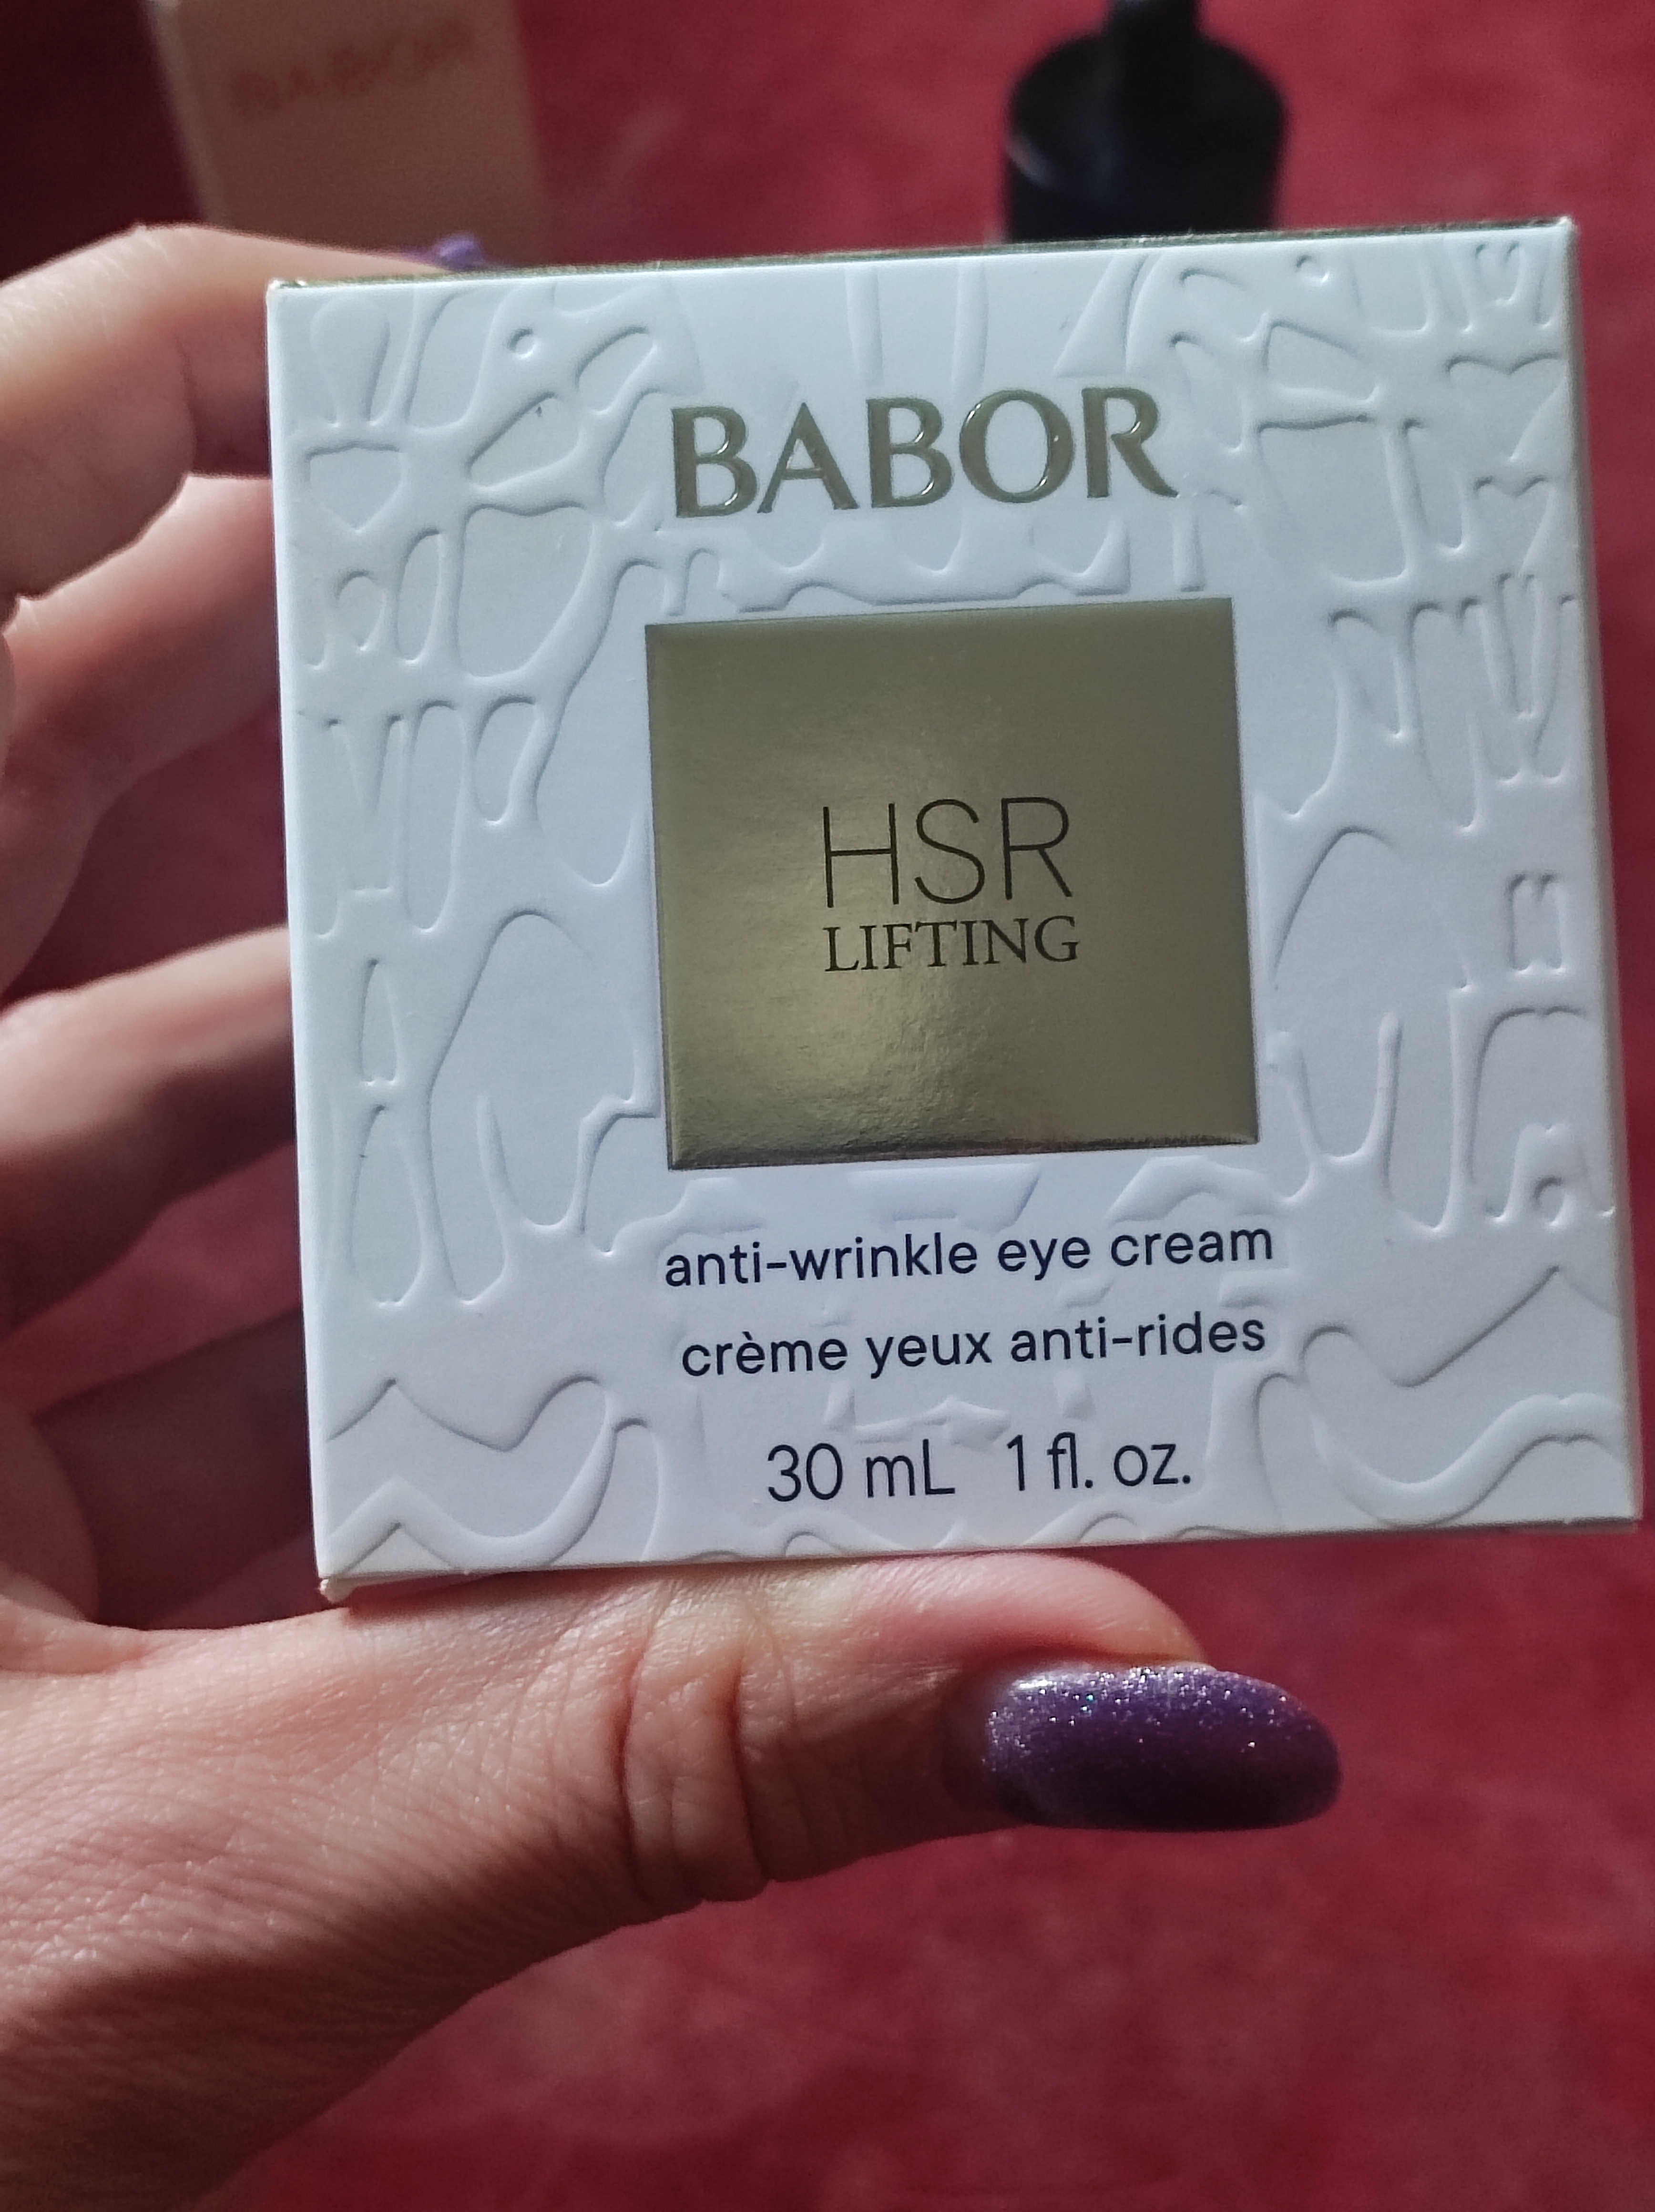 BABOR
HSR
LIFTING
anti-wrinkle eye cream
crème yeux anti-rides
30 mL 1 fl. oz.